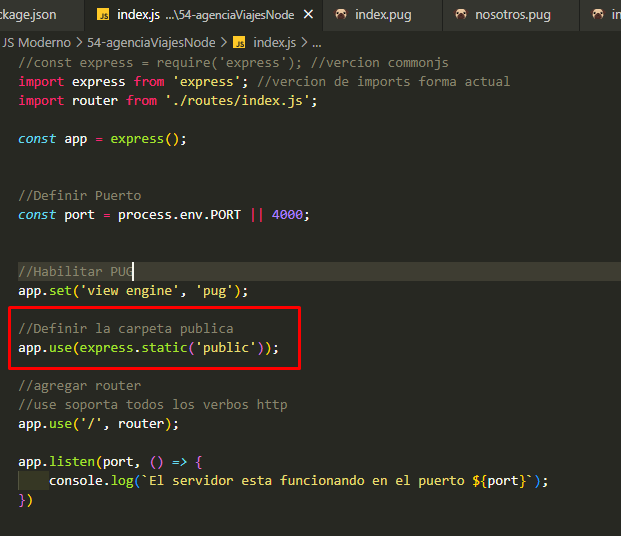 ckage.json index.js ...\54-agenciaViajesNode index.pug nosotros.pug in
JS Moderno > 54-agenciaViajesNode > JS index.js > ...
//const express = require('express'); //vercion commonjs
import express from 'express'; //vercion de imports forma actual
import router from './routes/index.js';
const app = express();
//Definir Puerto
const port = process.env.PORT || 4000;
//Habilitar PUG
app.set('view engine', 'pug');
//Definir la carpeta publica
app.use(express.static('public'));
//agregar router
//use soporta todos los verbos http
app.use('/', router);
app.listen(port, () => {
console.log(`El servidor esta funcionando en el puerto ${port}`);
})